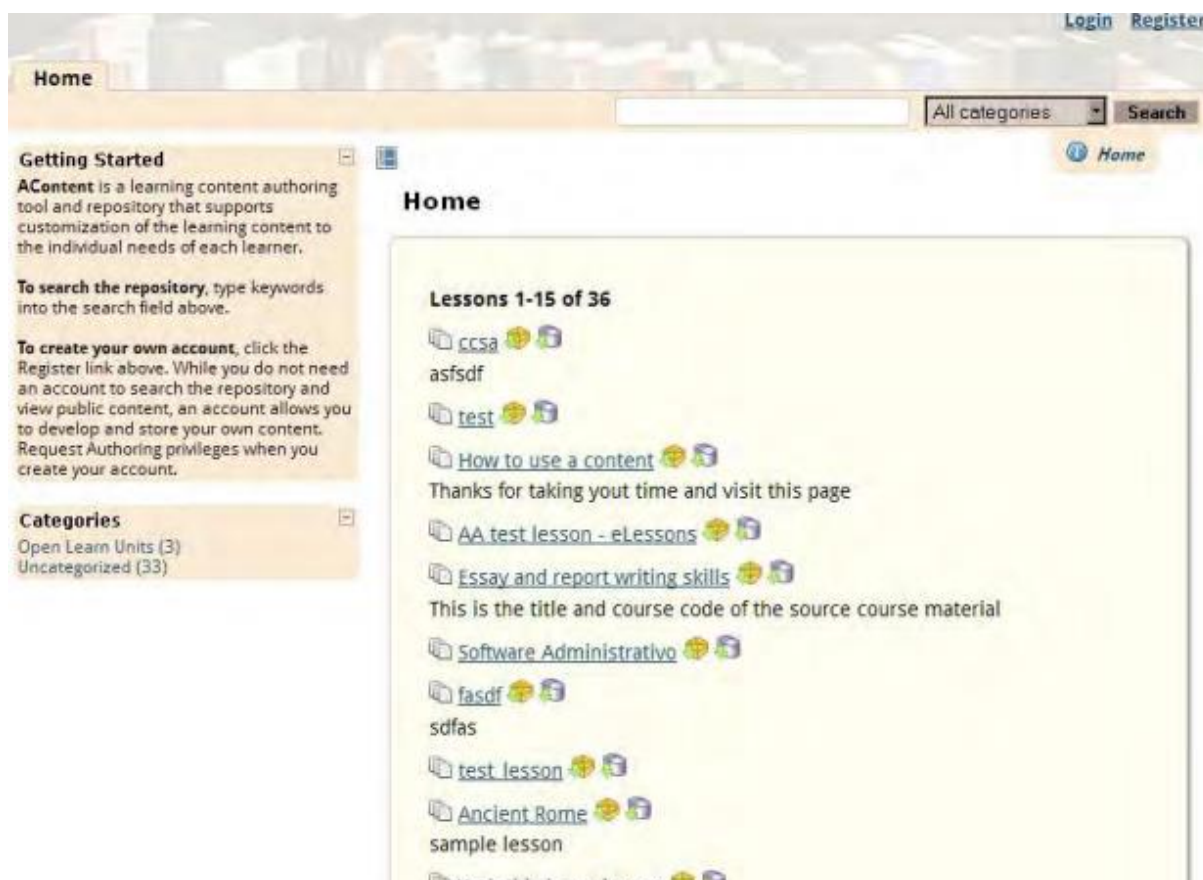 Login Register
Home
All categories Search
Home
Getting Started
AContent is a learning content authoring
tool and repository that supports
customization of the learning content to
the individual needs of each learner.
To search the repository, type keywords
into the search field above.
To create your own account, click the
Register link above. While you do not need
an account to search the repository and
view public content, an account allows you
to develop and store your own content.
Request Authoring privileges when you
create your account.
Categories
Open Learn Units (3)
Uncategorized (33)
Home
Lessons 1-15 of 36
ccsa
asfsdf
test
How to use a content
Thanks for taking yout time and visit this page
AA test lesson - eLessons
Essay and report writing skills
This is the title and course code of the source course material
Software Administrativo
fasdf
sdfas
test lesson
Ancient Rome
sample lesson